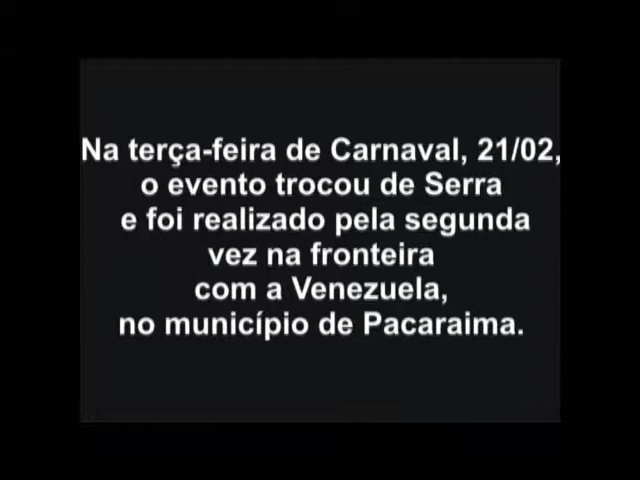 Na terça-feira de Carnaval, 21/02,
o evento trocou de Serra
e foi realizado pela segunda
vez na fronteira
com a Venezuela,
no município de Pacaraima.